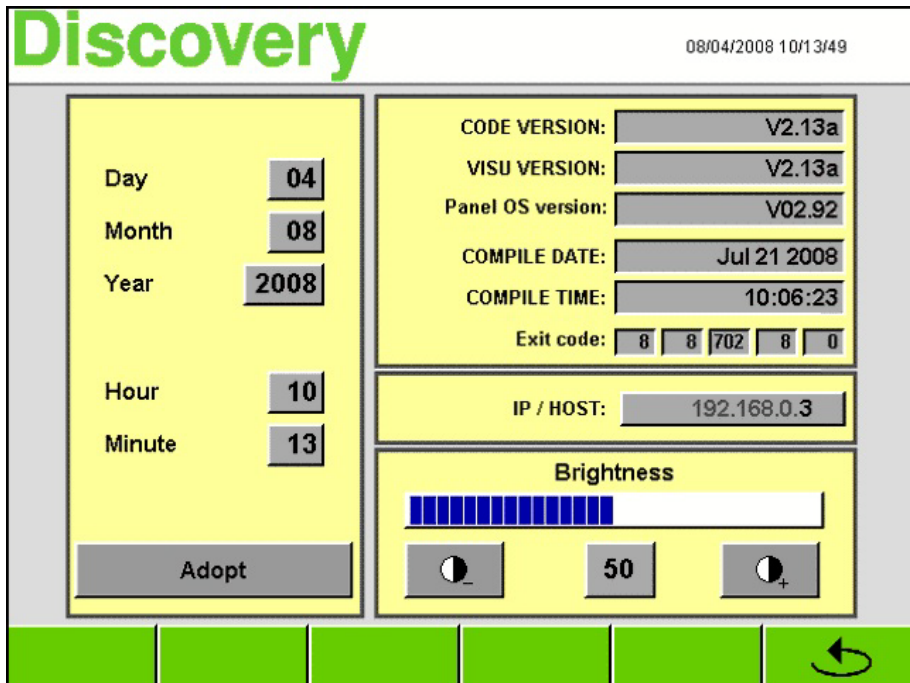 Discovery
08/04/2008 10/13/49
Day 04
Month 08
Year 2008
Hour 10
Minute 13
Adopt
CODE VERSION: V2.13a
VISU VERSION: V2.13a
Panel OS version: V02.92
COMPILE DATE: Jul 21 2008
COMPILE TIME: 10:06:23
Exit code: 8 8 702 8 0
IP / HOST: 192.168.0.3
Brightness
- 50 +